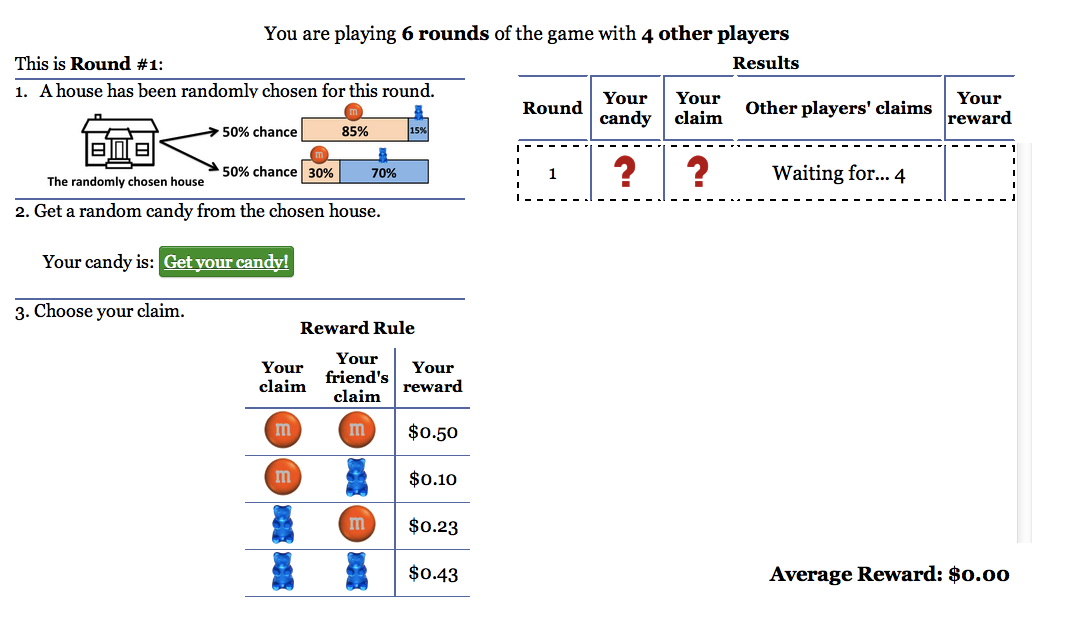 You are playing 6 rounds of the game with 4 other players
This is Round #1:
1. A house has been randomly chosen for this round.
m
50% chance 85% 15%
m
50% chance 30% 70%
The randomly chosen house
2. Get a random candy from the chosen house.
Your candy is: Get your candy!
3. Choose your claim.
Reward Rule
Your claim Your friend's claim Your reward
m m $0.50
m $0.10
m $0.23
$0.43
Results
Round Your candy Your claim Other players' claims Your reward
1 ? ? Waiting for... 4
Average Reward: $0.00